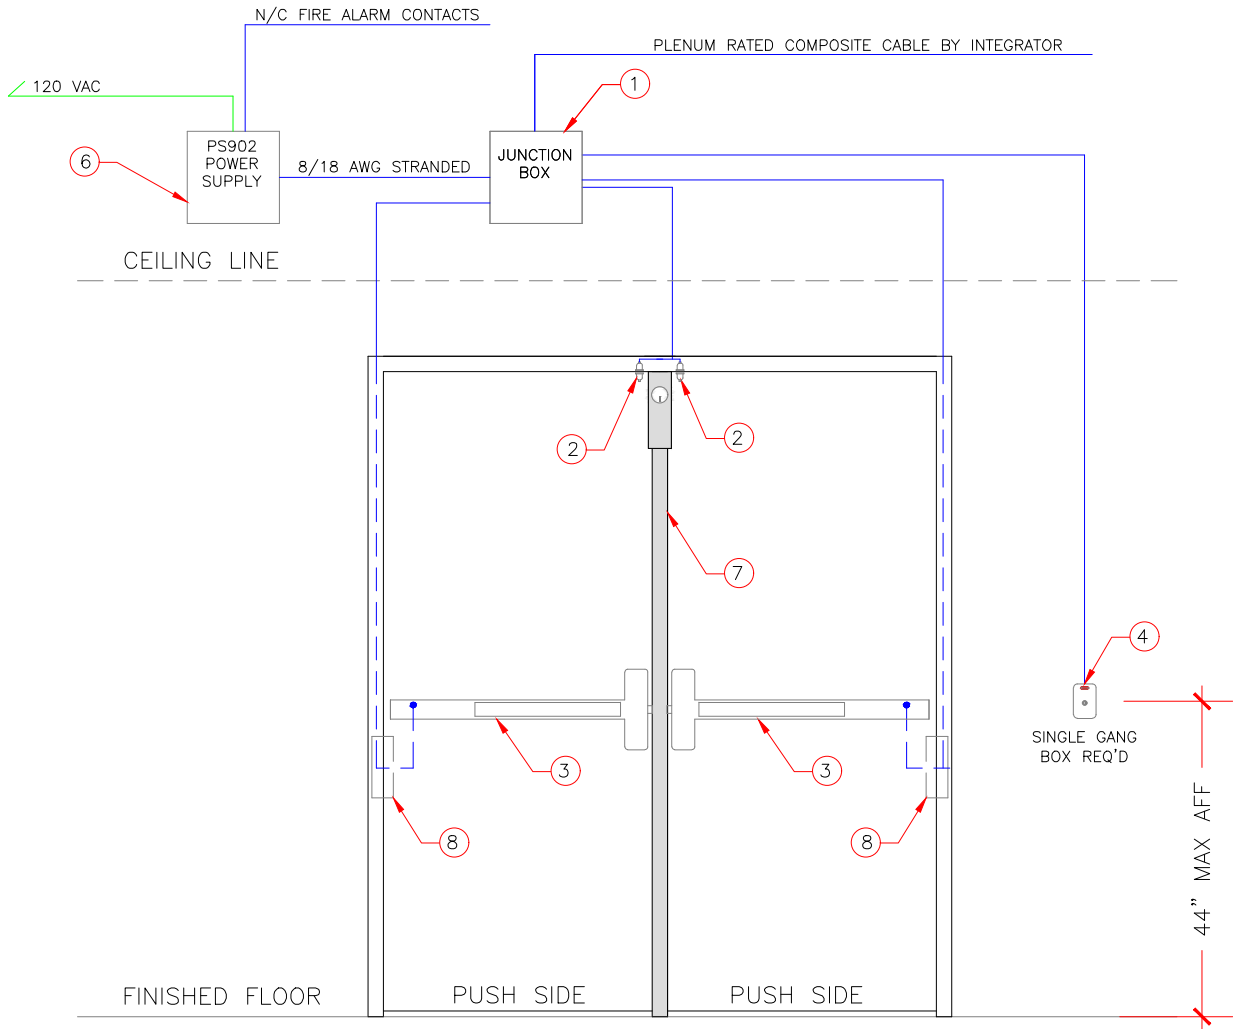 N/C FIRE ALARM CONTACTS
PLENUM RATED COMPOSITE CABLE BY INTEGRATOR
120 VAC
1
PS902
POWER
SUPPLY
6
8/18 AWG STRANDED
JUNCTION
BOX
CEILING LINE
2
2
7
4
SINGLE GANG
BOX REQ'D
3
3
8
8
44" MAX AFF
FINISHED FLOOR
PUSH SIDE
PUSH SIDE